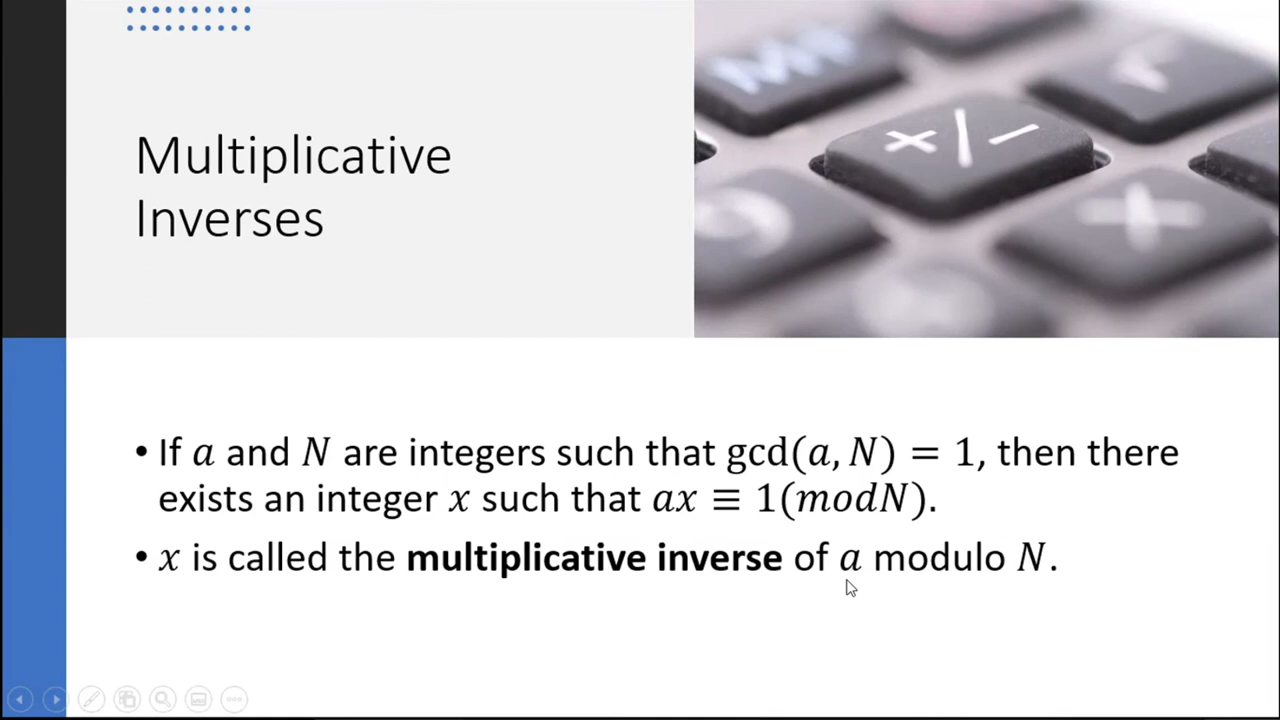 Multiplicative
Inverses
+/−
• If a and N are integers such that gcd(a, N) = 1, then there
exists an integer x such that ax ≡ 1(modN).
• x is called the multiplicative inverse of a modulo N.